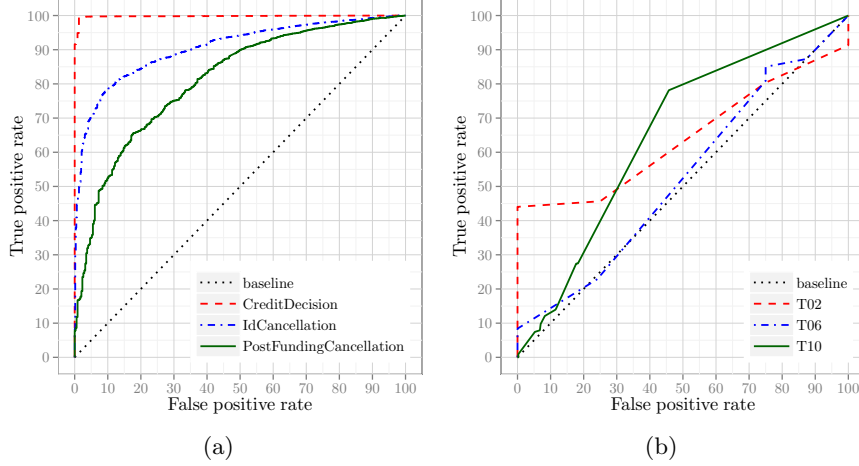 100
90
80
70
60
50
40
30
20
10
0
True positive rate
0 10 20 30 40 50 60 70 80 90 100
False positive rate
baseline
CreditDecision
IdCancellation
PostFundingCancellation
(a)
100
90
80
70
60
50
40
30
20
10
0
True positive rate
0 10 20 30 40 50 60 70 80 90 100
False positive rate
baseline
T02
T06
T10
(b)